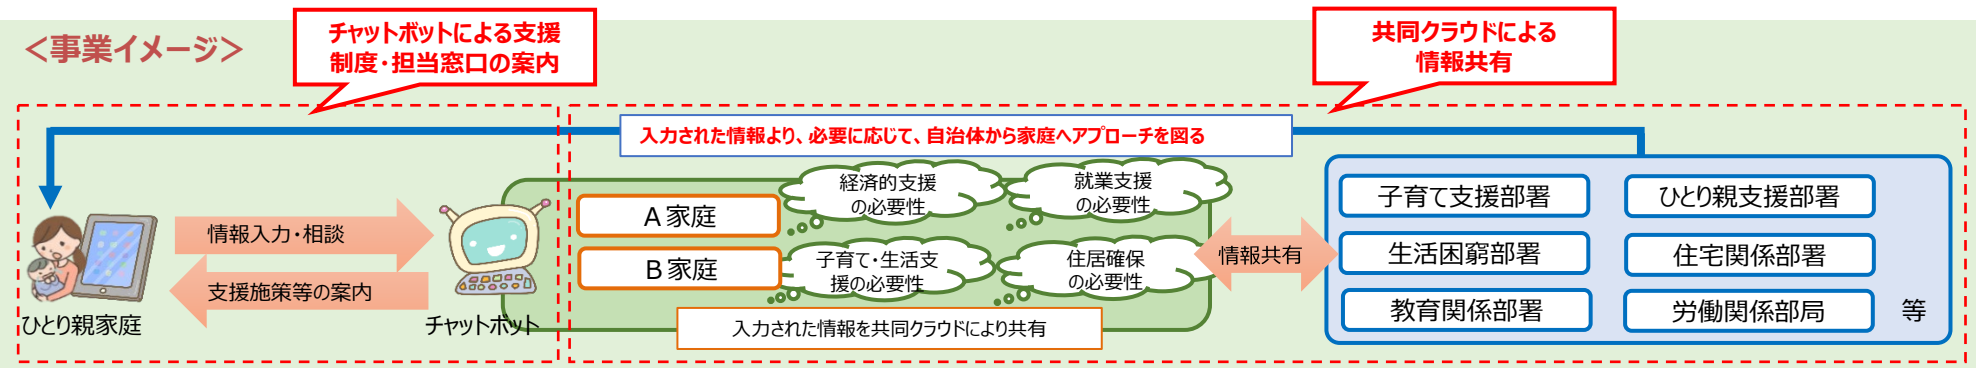 ＜事業イメージ＞
チャットボットによる支援
制度・担当窓口の案内
共同クラウドによる
情報共有
入力された情報より、必要に応じて、自治体から家庭へアプローチを図る
ひとり親家庭
情報入力・相談
支援施策等の案内
チャットボット
A家庭
B家庭
経済的支援
の必要性
就業支援
の必要性
子育て・生活支
援の必要性
住居確保
の必要性
入力された情報を共同クラウドにより共有
情報共有
子育て支援部署
ひとり親支援部署
生活困窮部署
住宅関係部署
教育関係部署
労働関係部局
等